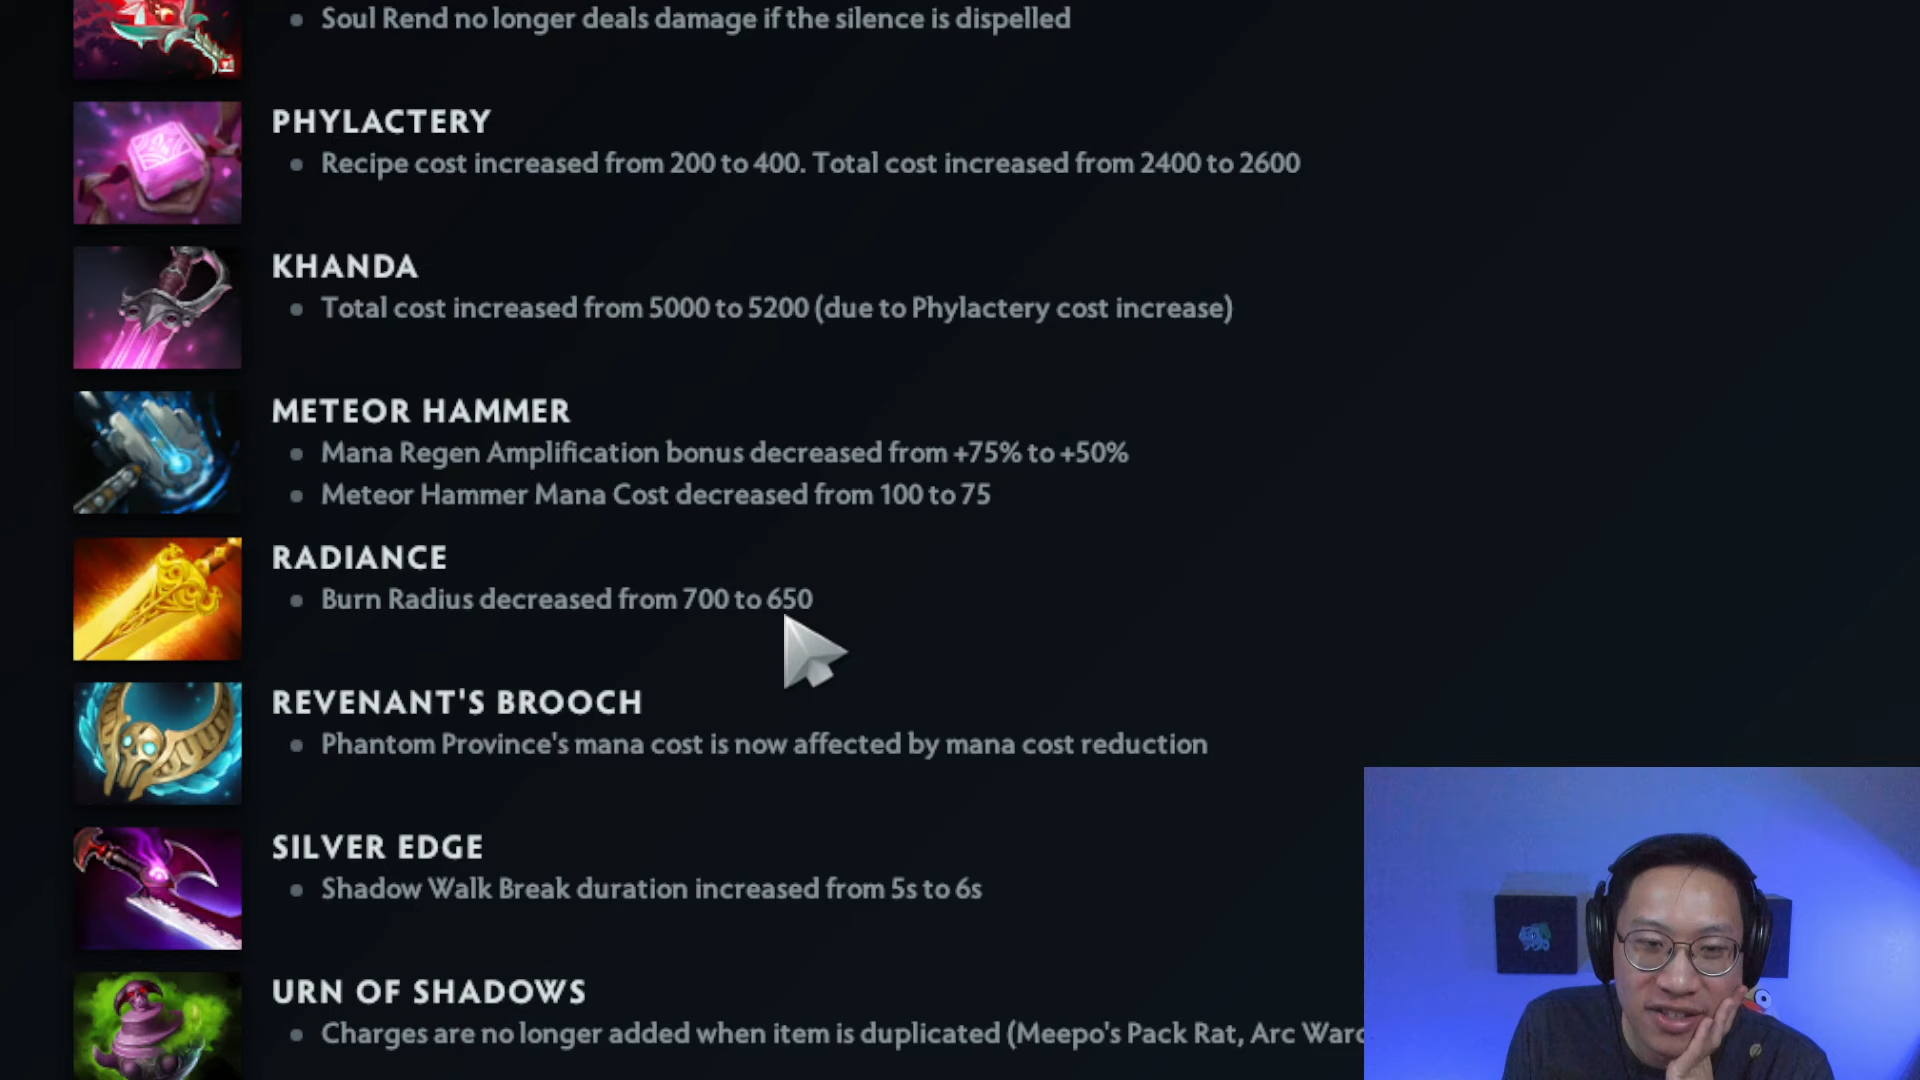 Soul Rend no longer deals damage if the silence is dispelled
PHYLACTERY
Recipe cost increased from 200 to 400. Total cost increased from 2400 to 2600
KHANDA
Total cost increased from 5000 to 5200 (due to Phylactery cost increase)
METEOR HAMMER
Mana Regen Amplification bonus decreased from +75% to +50%
Meteor Hammer Mana Cost decreased from 100 to 75
RADIANCE
Burn Radius decreased from 700 to 650
REVENANT'S BROOCH
Phantom Province's mana cost is now affected by mana cost reduction
SILVER EDGE
Shadow Walk Break duration increased from 5s to 6s
URN OF SHADOWS
Charges are no longer added when item is duplicated (Meepo's Pack Rat, Arc